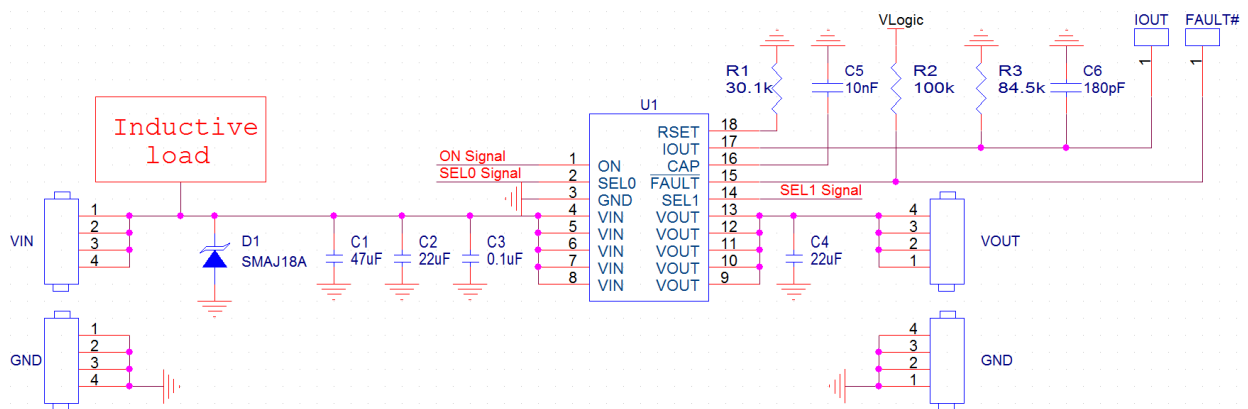 VLogic
IOUT
FAULT#
1
1
R1
30.1k
C5
10nF
R2
100k
R3
84.5k
C6
180pF
Inductive
load
U1
ON Signal
SEL0 Signal
SEL1 Signal
1
2
3
4
5
6
7
8
ON
SEL0
GND
VIN
VIN
VIN
VIN
VIN
RSET
IOUT
CAP
FAULT
SEL1
VOUT
VOUT
VOUT
VOUT
VOUT
18
17
16
15
14
13
12
11
10
9
VIN
1
2
3
4
D1
SMAJ18A
C1
47uF
C2
22uF
C3
0.1uF
C4
22uF
4
3
2
1
VOUT
GND
1
2
3
4
4
3
2
1
GND